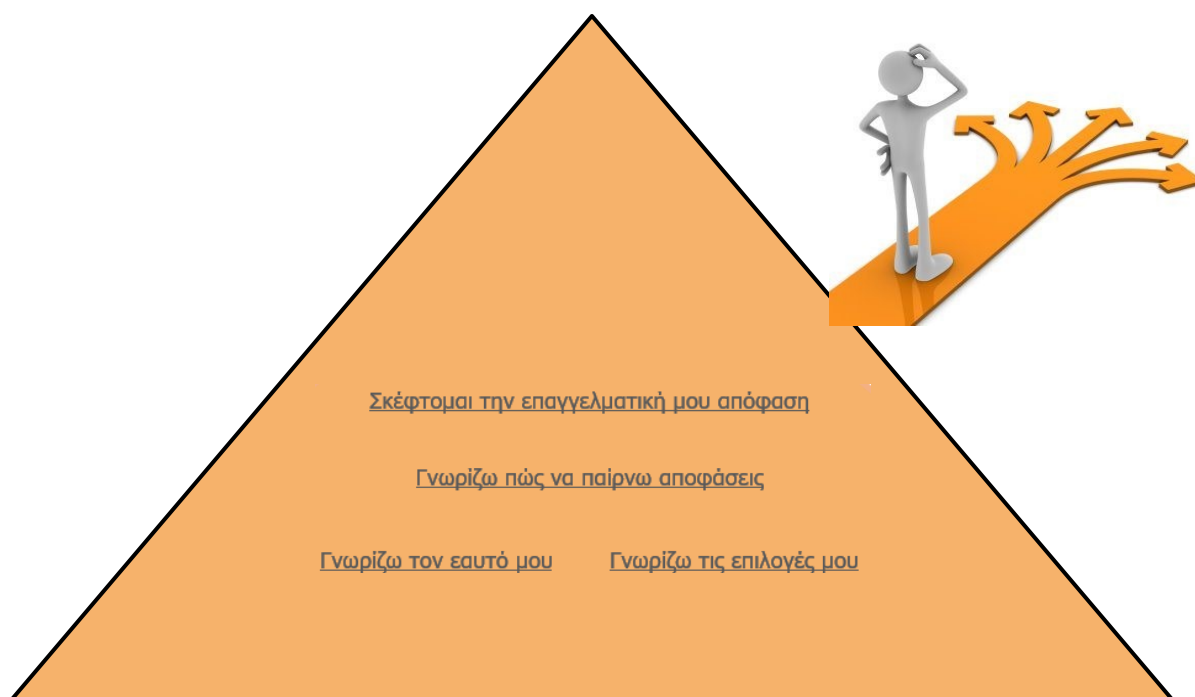 Σκέφτομαι την επαγγελματική μου απόφαση
Γνωρίζω πώς να παίρνω αποφάσεις
Γνωρίζω τον εαυτό μου Γνωρίζω τις επιλογές μου